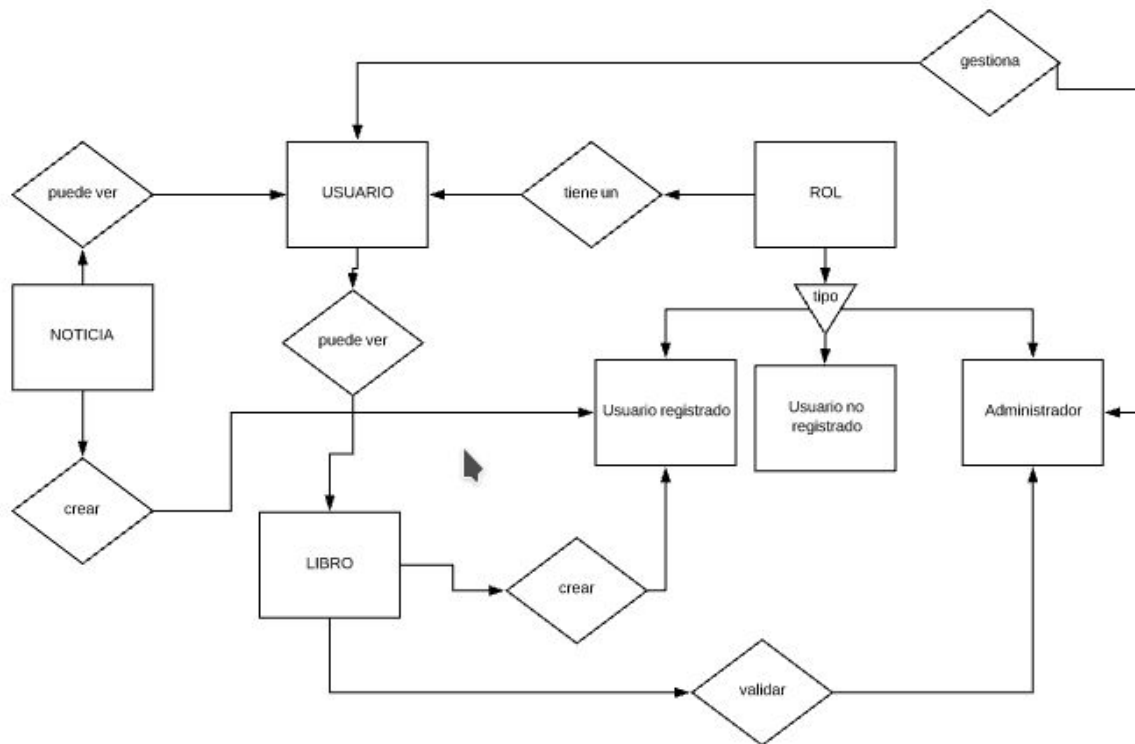 gestiona
puede ver
USUARIO
tiene un
ROL
tipo
NOTICIA
puede ver
Usuario registrado
Usuario no
registrado
Administrador
crear
LIBRO
crear
validar